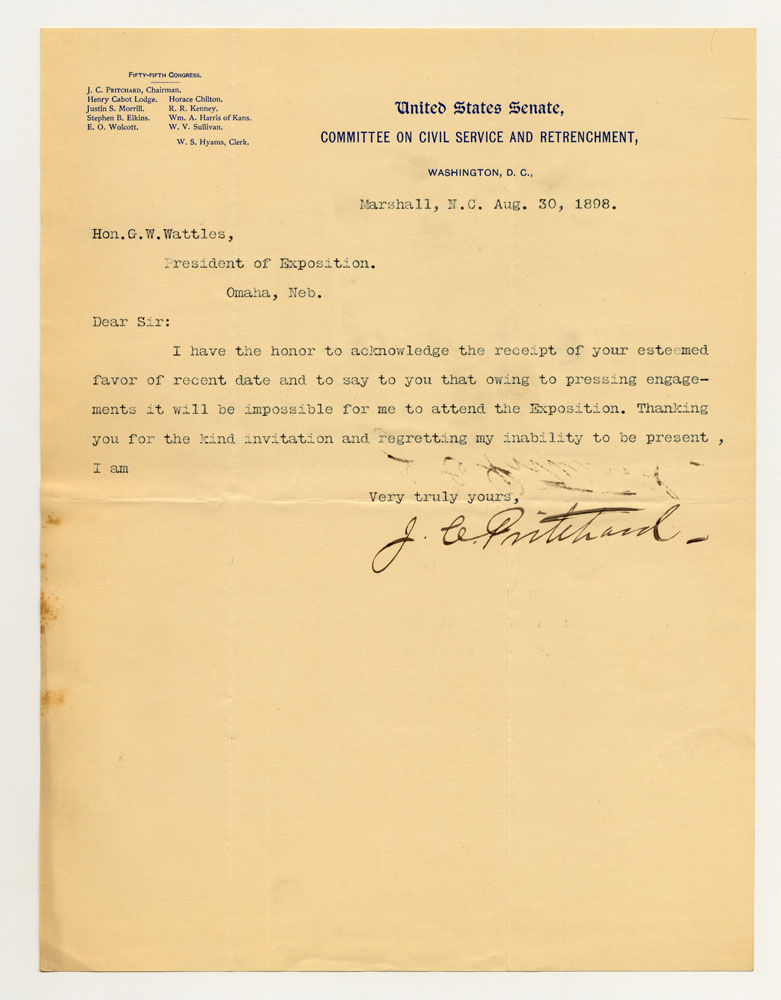 FIFTY-FIFTH CONGRESS.
J. C. PRITCHARD, Chairman.
Henry Cabot Lodge. Horace Chilton.
Justin S. Morrill. R. R. Kenney.
Stephen B. Elkins. Wm. A. Harris of Kans.
E. O. Wolcott. W. V. Sullivan.
W. S. Hyams, Clerk.
United States Senate,
COMMITTEE ON CIVIL SERVICE AND RETRENCHMENT,
WASHINGTON, D. C.,
Marshall, N.C. Aug. 30, 1898.
Hon.G.W.Wattles,
President of Exposition.
Omaha, Neb.
Dear Sir:
I have the honor to acknowledge the receipt of your esteemed
favor of recent date and to say to you that owing to pressing engage-
ments it will be impossible for me to attend the Exposition. Thanking
you for the kind invitation and regretting my inability to be present ,
I am
Very truly yours,
J. C. Pritchard